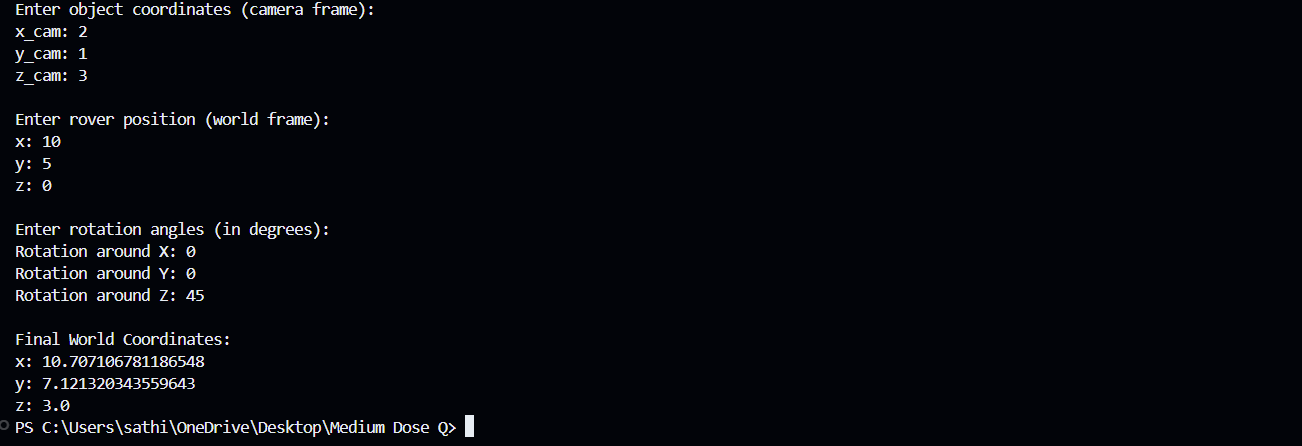 Enter object coordinates (camera frame):
x_cam: 2
y_cam: 1
z_cam: 3
Enter rover position (world frame):
x: 10
y: 5
z: 0
Enter rotation angles (in degrees):
Rotation around X: 0
Rotation around Y: 0
Rotation around Z: 45
Final World Coordinates:
x: 10.707106781186548
y: 7.121320343559643
z: 3.0
PS C:\Users\sathi\OneDrive\Desktop\Medium Dose Q>